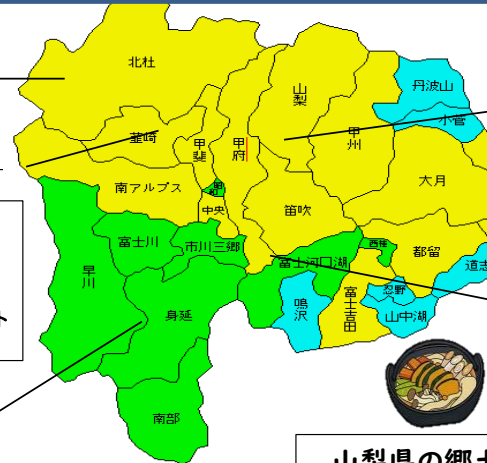 北杜
丹波山
山梨
小菅
韮崎
甲斐
甲府
甲州
大月
南アルプス
昭和
中央
笛吹
富士川
市川三郷
西桂
都留
富士河口湖
道志
早川
忍野
鳴沢
富士吉田
山中湖
身延
ト
南部
山梨県の郷土